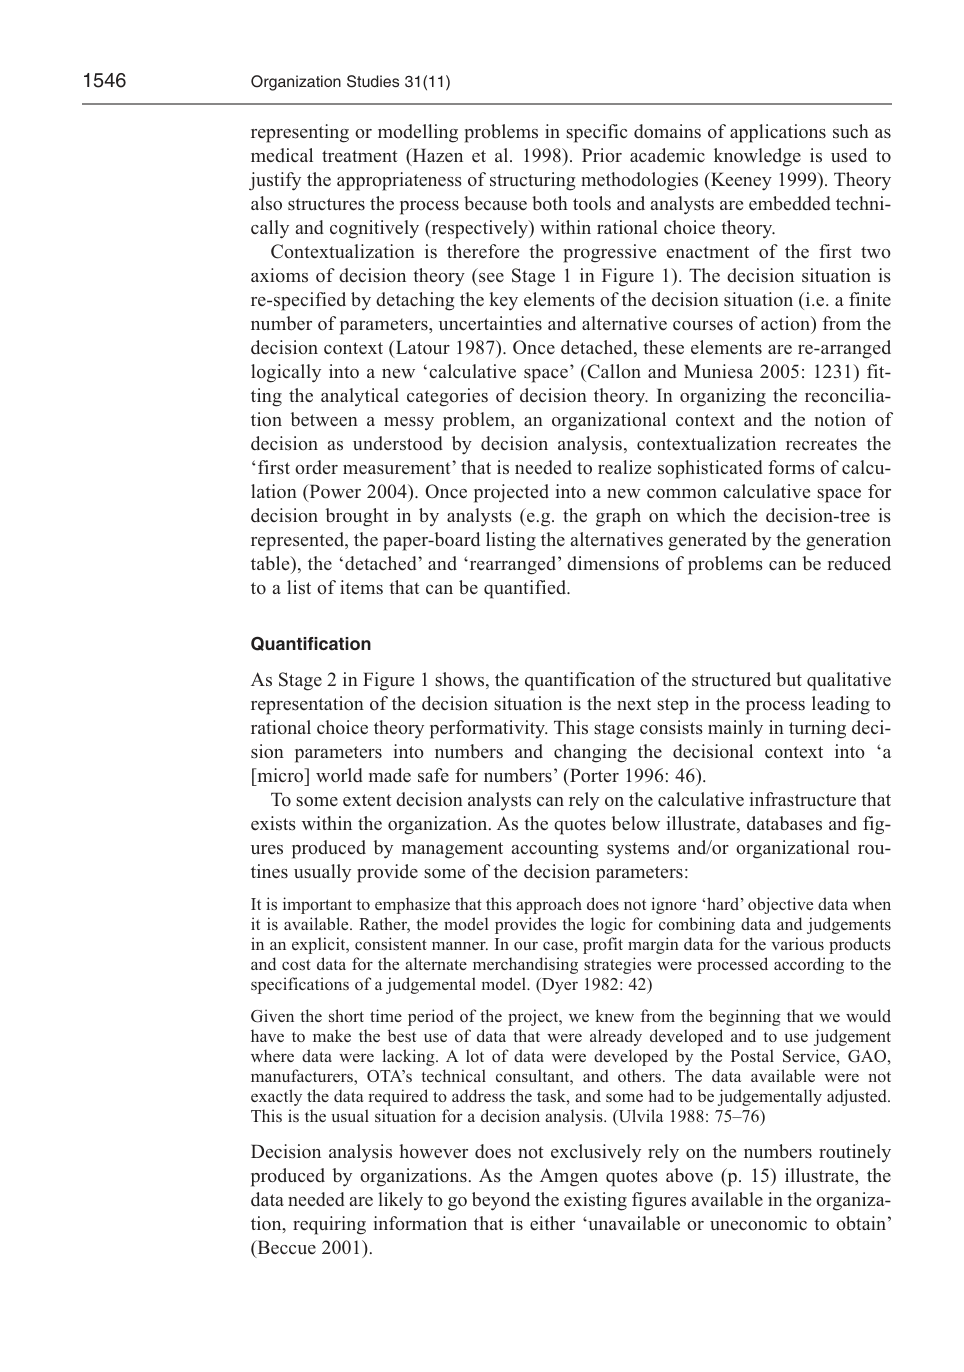 1546
Organization Studies 31(11)
representing or modelling problems in specific domains of applications such as
medical treatment (Hazen et al. 1998). Prior academic knowledge is used to
justify the appropriateness of structuring methodologies (Keeney 1999). Theory
also structures the process because both tools and analysts are embedded techni-
cally and cognitively (respectively) within rational choice theory.
Contextualization is therefore the progressive enactment of the first two
axioms of decision theory (see Stage 1 in Figure 1). The decision situation is
re-specified by detaching the key elements of the decision situation (i.e. a finite
number of parameters, uncertainties and alternative courses of action) from the
decision context (Latour 1987). Once detached, these elements are re-arranged
logically into a new ‘calculative space’ (Callon and Muniesa 2005: 1231) fit-
ting the analytical categories of decision theory. In organizing the reconcilia-
tion between a messy problem, an organizational context and the notion of
decision as understood by decision analysis, contextualization recreates the
‘first order measurement’ that is needed to realize sophisticated forms of calcu-
lation (Power 2004). Once projected into a new common calculative space for
decision brought in by analysts (e.g. the graph on which the decision-tree is
represented, the paper-board listing the alternatives generated by the generation
table), the ‘detached’ and ‘rearranged’ dimensions of problems can be reduced
to a list of items that can be quantified.
Quantification
As Stage 2 in Figure 1 shows, the quantification of the structured but qualitative
representation of the decision situation is the next step in the process leading to
rational choice theory performativity. This stage consists mainly in turning deci-
sion parameters into numbers and changing the decisional context into ‘a
[micro] world made safe for numbers’ (Porter 1996: 46).
To some extent decision analysts can rely on the calculative infrastructure that
exists within the organization. As the quotes below illustrate, databases and fig-
ures produced by management accounting systems and/or organizational rou-
tines usually provide some of the decision parameters:
It is important to emphasize that this approach does not ignore ‘hard’ objective data when
it is available. Rather, the model provides the logic for combining data and judgements
in an explicit, consistent manner. In our case, profit margin data for the various products
and cost data for the alternate merchandising strategies were processed according to the
specifications of a judgemental model. (Dyer 1982: 42)
Given the short time period of the project, we knew from the beginning that we would
have to make the best use of data that were already developed and to use judgement
where data were lacking. A lot of data were developed by the Postal Service, GAO,
manufacturers, OTA’s technical consultant, and others. The data available were not
exactly the data required to address the task, and some had to be judgementally adjusted.
This is the usual situation for a decision analysis. (Ulvila 1988: 75–76)
Decision analysis however does not exclusively rely on the numbers routinely
produced by organizations. As the Amgen quotes above (p. 15) illustrate, the
data needed are likely to go beyond the existing figures available in the organiza-
tion, requiring information that is either ‘unavailable or uneconomic to obtain’
(Beccue 2001).